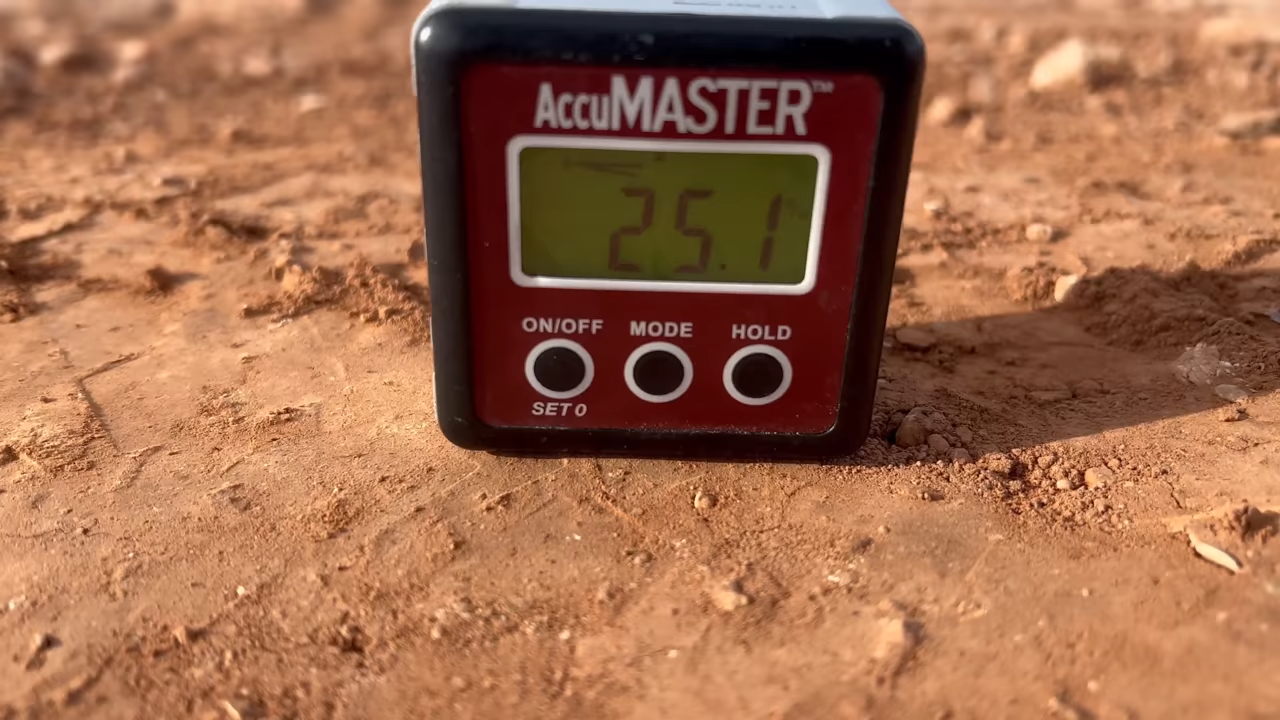 AccuMASTER™
25.1
ON/OFF MODE HOLD
SET 0